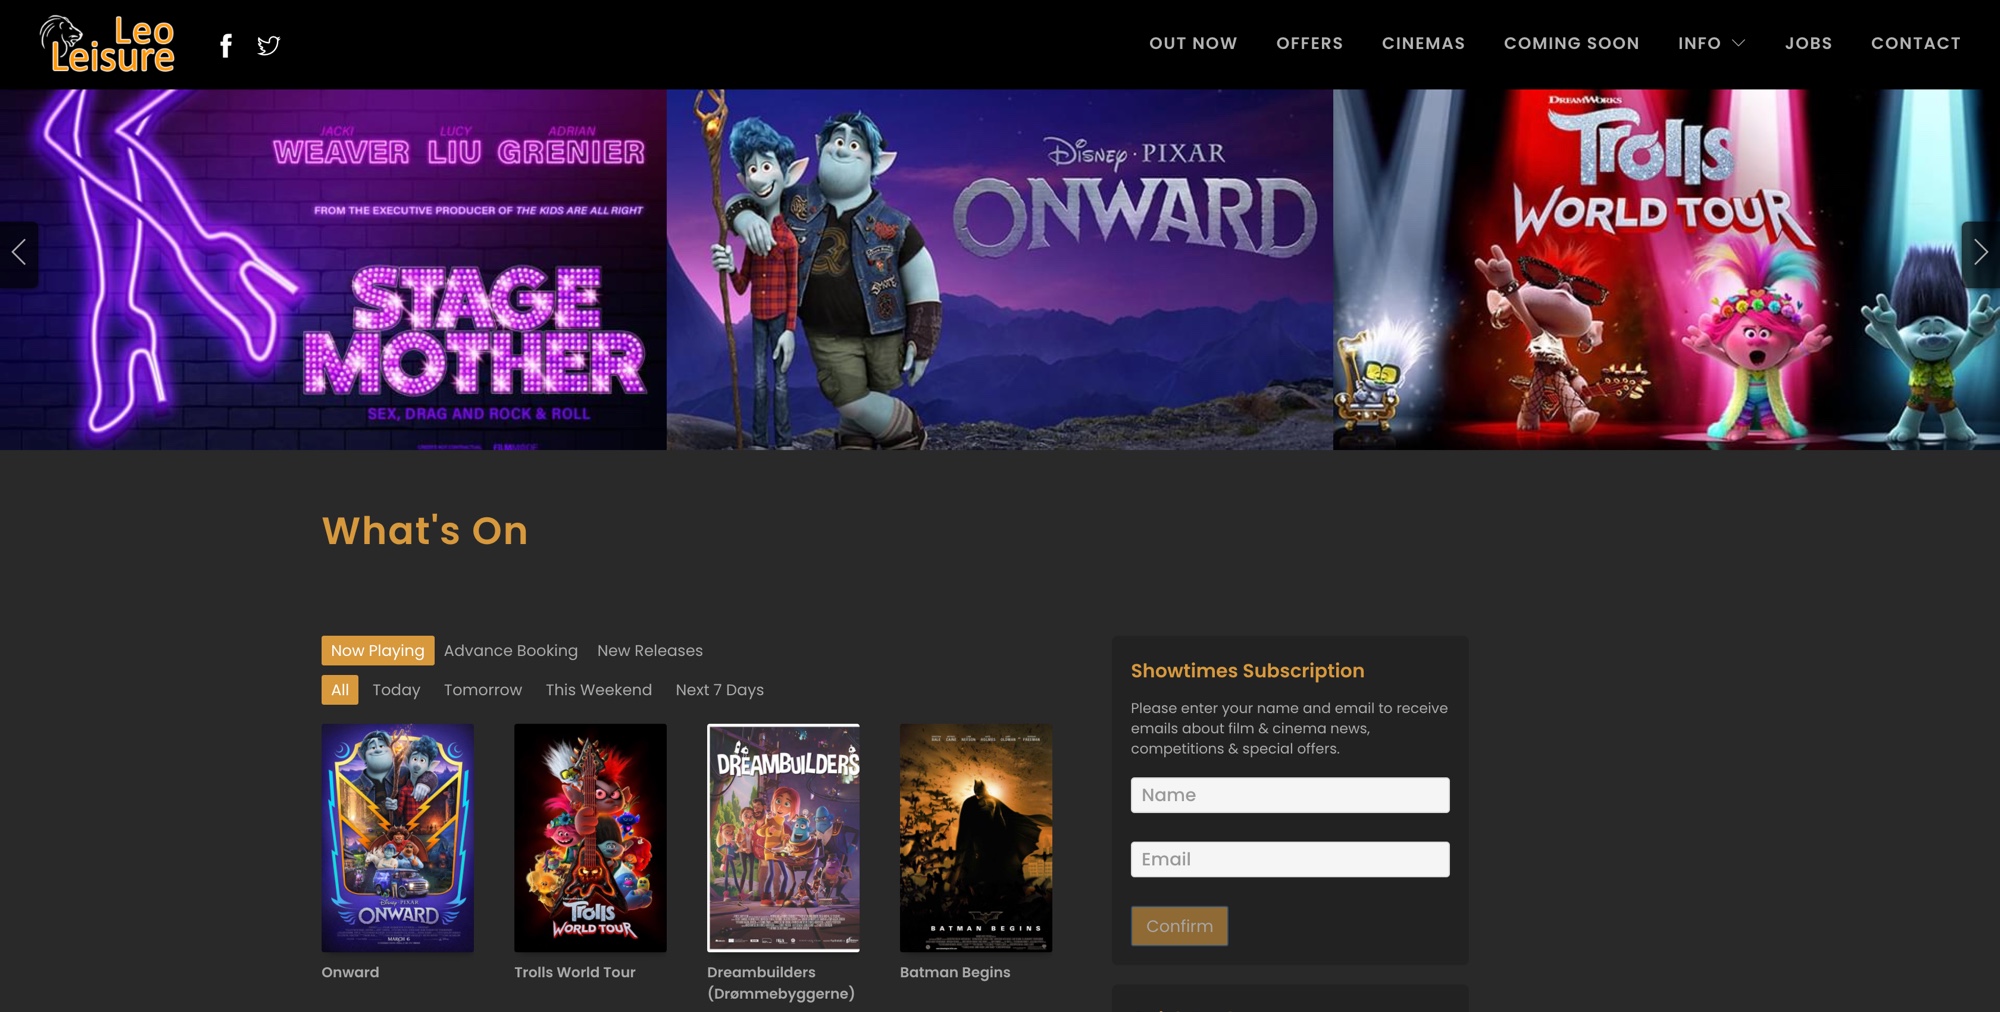 Leo
Leisure
OUT NOW
OFFERS
CINEMAS
COMING SOON
INFO
JOBS
CONTACT
JACKI LUCY ADRIAN
WEAVER LIU GRENIER
FROM THE EXECUTIVE PRODUCER OF THE KIDS ARE ALL RIGHT
STAGE
MOTHER
SEX, DRAG AND ROCK & ROLL
Disney · PIXAR
ONWARD
DREAMWORKS
Trolls
WORLD TOUR
What's On
Now Playing
Advance Booking
New Releases
All
Today
Tomorrow
This Weekend
Next 7 Days
Disney PIXAR
ONWARD
MARCH 6
Trolls
WORLD TOUR
DREAMBUILDERS
BATMAN BEGINS
Onward
Trolls World Tour
Dreambuilders
(Drømmebyggerne)
Batman Begins
Showtimes Subscription
Please enter your name and email to receive
emails about film & cinema news,
competitions & special offers.
Name
Email
Confirm